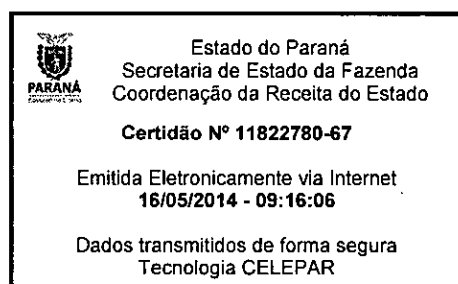 PARANÁ
Estado do Paraná
Secretaria de Estado da Fazenda
Coordenação da Receita do Estado
Certidão Nº 11822780-67
Emitida Eletronicamente via Internet
16/05/2014 - 09:16:06
Dados transmitidos de forma segura
Tecnologia CELEPAR